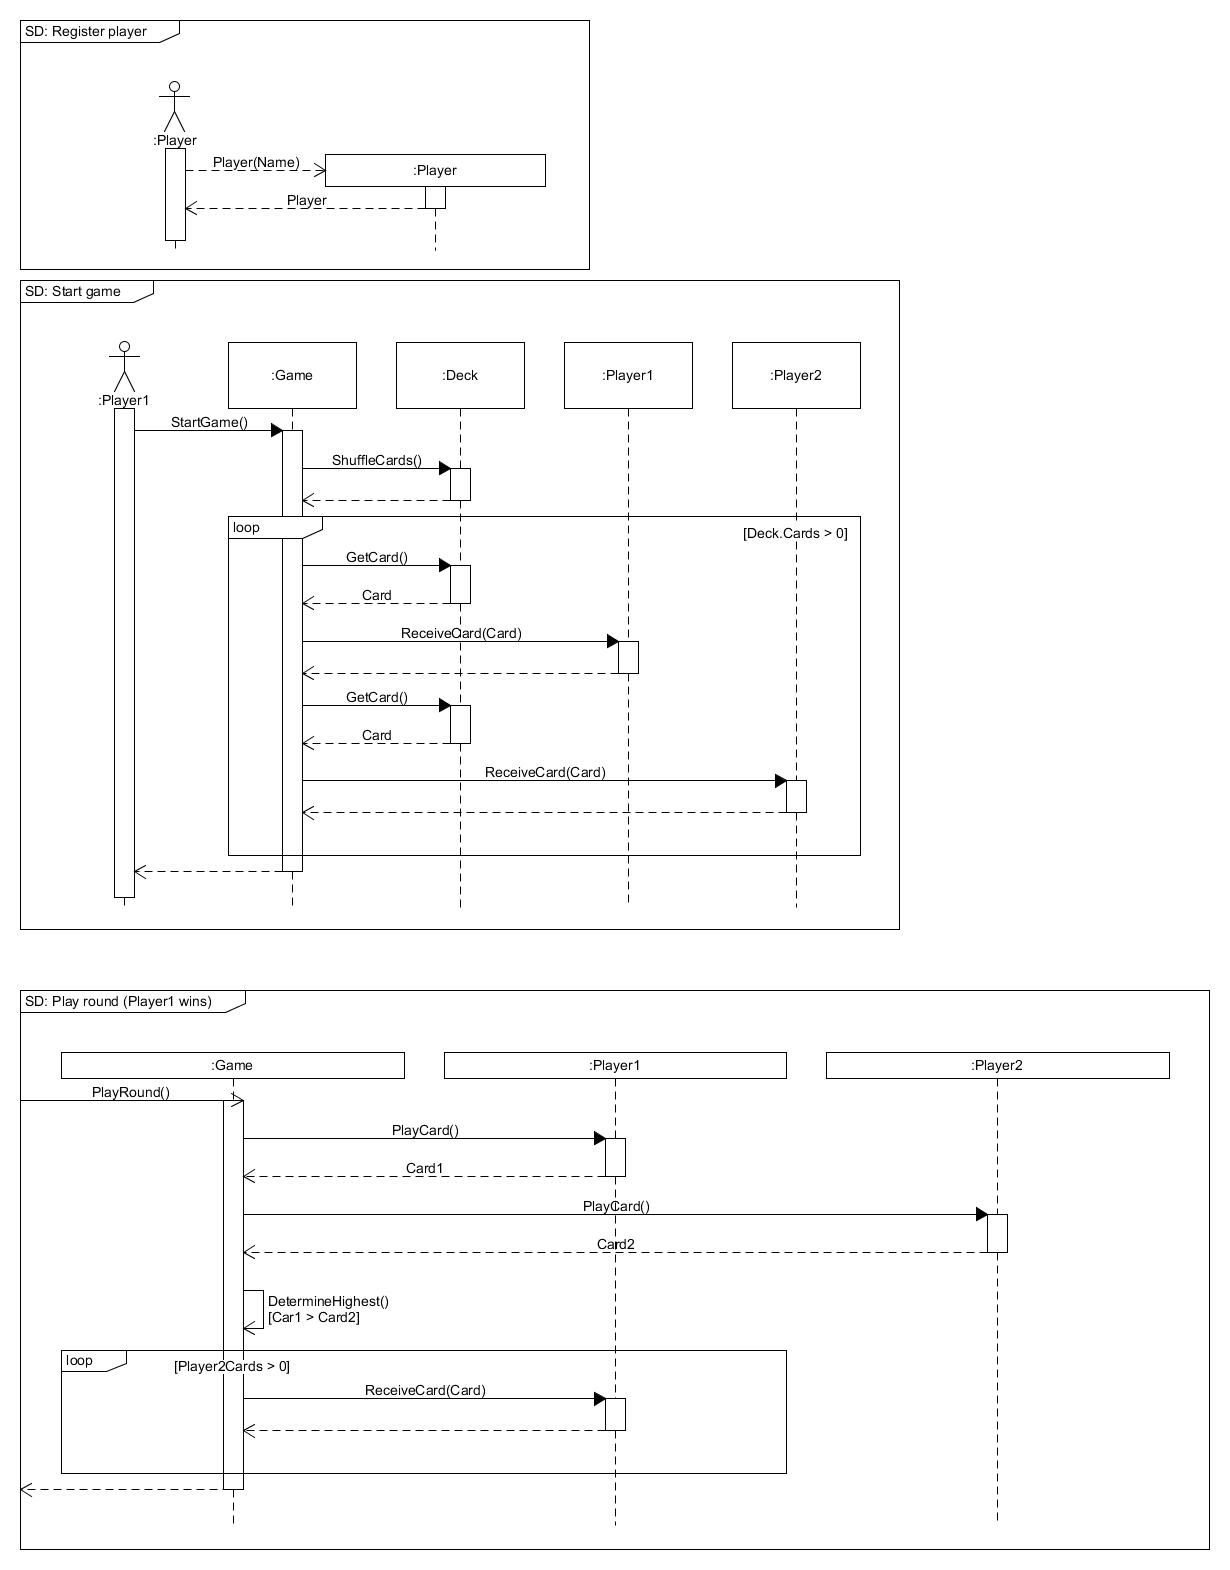 SD: Register player
:Player
Player(Name)
:Player
Player
SD: Start game
:Player1
:Game
:Deck
:Player1
:Player2
StartGame()
ShuffleCards()
loop
[Deck.Cards > 0]
GetCard()
Card
ReceiveCard(Card)
GetCard()
Card
ReceiveCard(Card)
SD: Play round (Player1 wins)
:Game
:Player1
:Player2
PlayRound()
PlayCard()
Card1
PlayCard()
Card2
DetermineHighest()
[Car1 > Card2]
loop
[Player2Cards > 0]
ReceiveCard(Card)